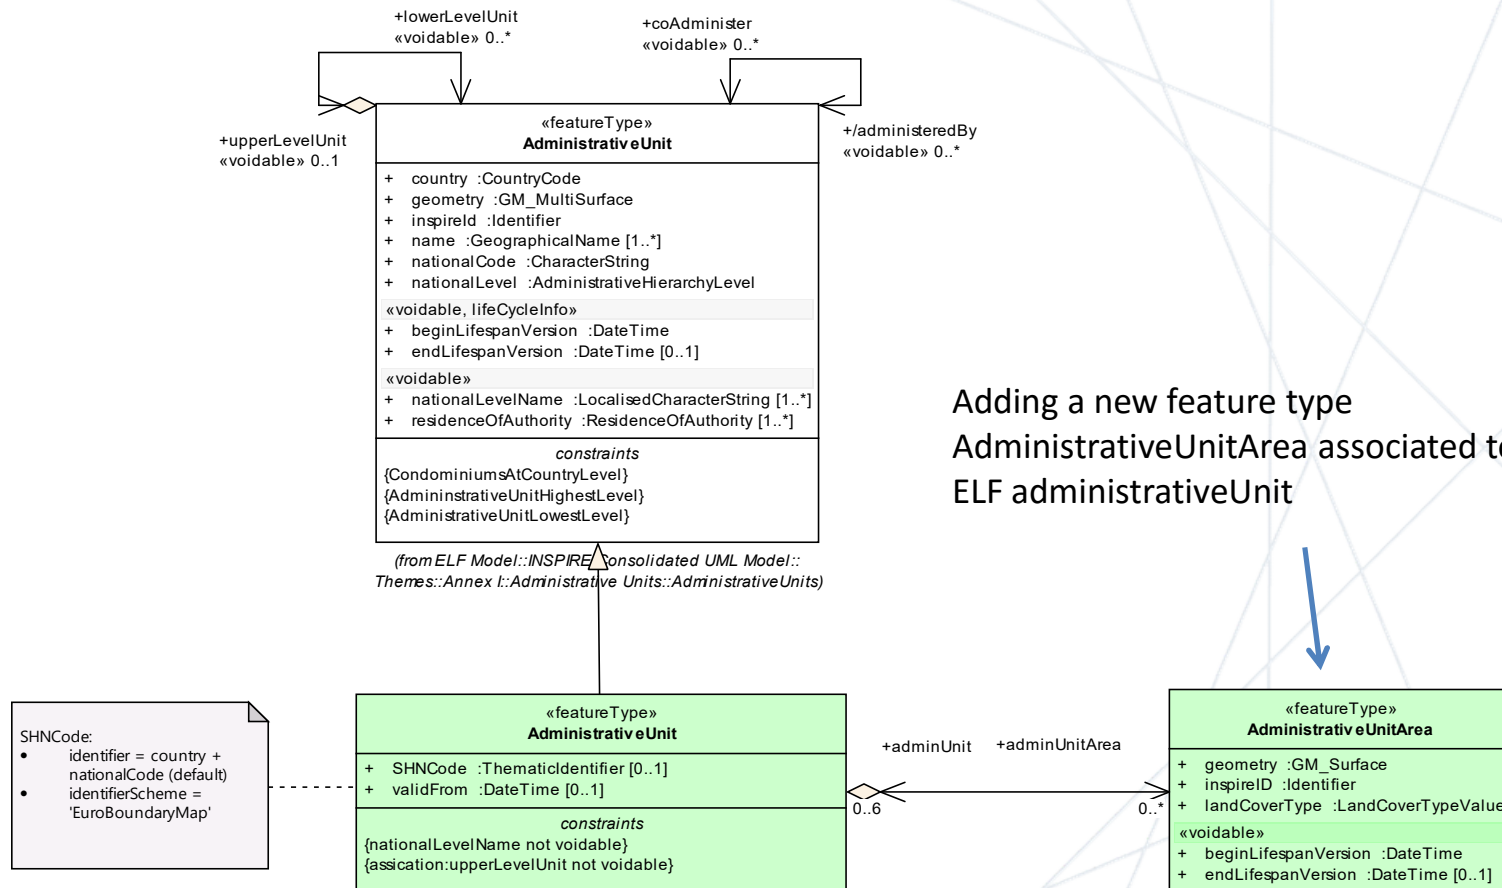 +lowerLevelUnit
«voidable» 0..*
+coAdminister
«voidable» 0..*
+upperLevelUnit
«voidable» 0..1
+/administeredBy
«voidable» 0..*
«featureType»
AdministrativeUnit
+ country :CountryCode
+ geometry :GM_MultiSurface
+ inspireId :Identifier
+ name :GeographicalName [1..*]
+ nationalCode :CharacterString
+ nationalLevel :AdministrativeHierarchyLevel
«voidable, lifeCycleInfo»
+ beginLifespanVersion :DateTime
+ endLifespanVersion :DateTime [0..1]
«voidable»
+ nationalLevelName :LocalisedCharacterString [1..*]
+ residenceOfAuthority :ResidenceOfAuthority [1..*]
constraints
{CondominiumsAtCountryLevel}
{AdmininstrativeUnitHighestLevel}
{AdministrativeUnitLowestLevel}
(from ELF Model::INSPIRE Consolidated UML Model::
Themes::Annex I::Administrative Units::AdministrativeUnits)
Adding a new feature type
AdministrativeUnitArea associated to
ELF administrativeUnit
SHNCode:
• identifier = country +
nationalCode (default)
• identifierScheme =
'EuroBoundaryMap'
«featureType»
AdministrativeUnit
+ SHNCode :ThematicIdentifier [0..1]
+ validFrom :DateTime [0..1]
constraints
{nationalLevelName not voidable}
{assication:upperLevelUnit not voidable}
+adminUnit +adminUnitArea
0..6 0..*
«featureType»
AdministrativeUnitArea
+ geometry :GM_Surface
+ inspireID :Identifier
+ landCoverType :LandCoverTypeValue
«voidable»
+ beginLifespanVersion :DateTime
+ endLifespanVersion :DateTime [0..1]